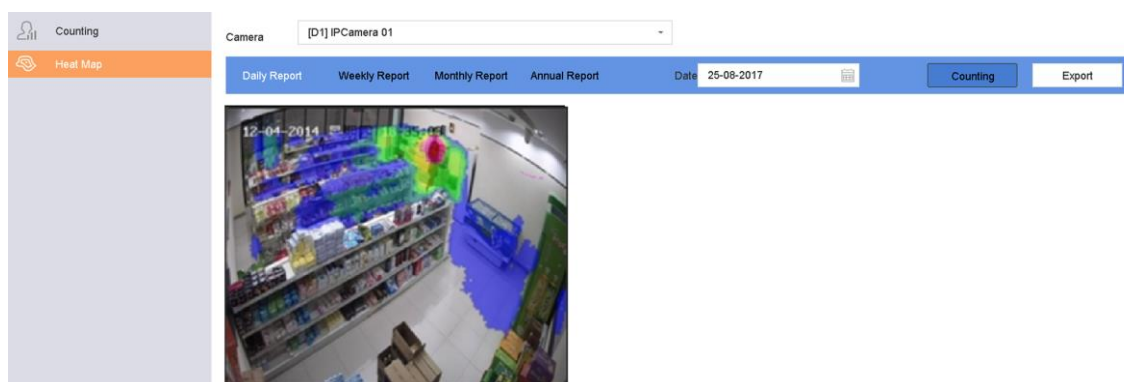 Counting
Heat Map
Camera
[D1] IPCamera 01
Daily Report
Weekly Report
Monthly Report
Annual Report
Date
25-08-2017
Counting
Export
12-04-2014